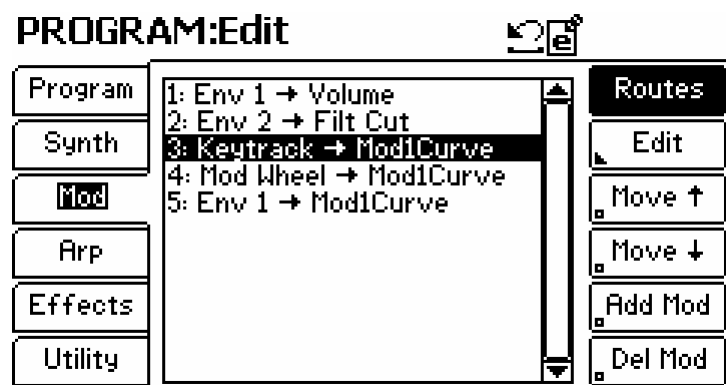 PROGRAM:Edit
Program
Synth
Mod
Arp
Effects
Utility
1: Env 1 → Volume
2: Env 2 → Filt Cut
3: Keytrack → Mod1Curve
4: Mod Wheel → Mod1Curve
5: Env 1 → Mod1Curve
Routes
Edit
Move ↑
Move ↓
Add Mod
Del Mod